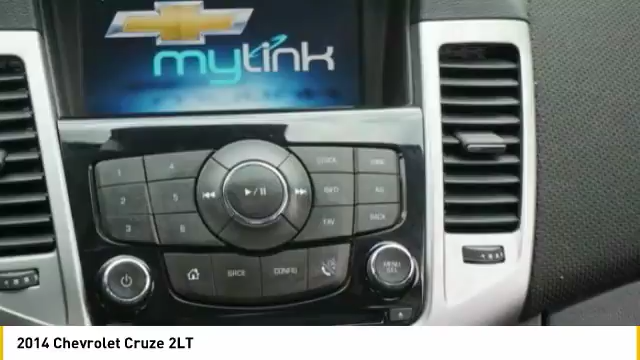 mylink
1
4
2
5
3
6
CLOCK
TONE
INFO
AS
FAV
BACK
CONFIG
MENU
SEL
2014 Chevrolet Cruze 2LT